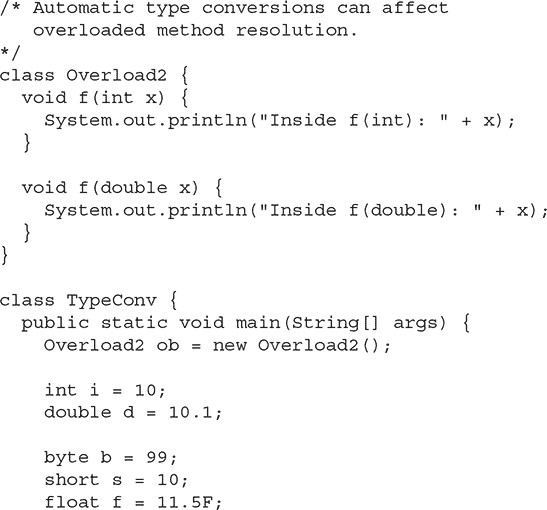 /* Automatic type conversions can affect
   overloaded method resolution.
*/
class Overload2 {
  void f(int x) {
    System.out.println("Inside f(int): " + x);
  }

  void f(double x) {
    System.out.println("Inside f(double): " + x);
  }
}

class TypeConv {
  public static void main(String[] args) {
    Overload2 ob = new Overload2();

    int i = 10;
    double d = 10.1;

    byte b = 99;
    short s = 10;
    float f = 11.5F;